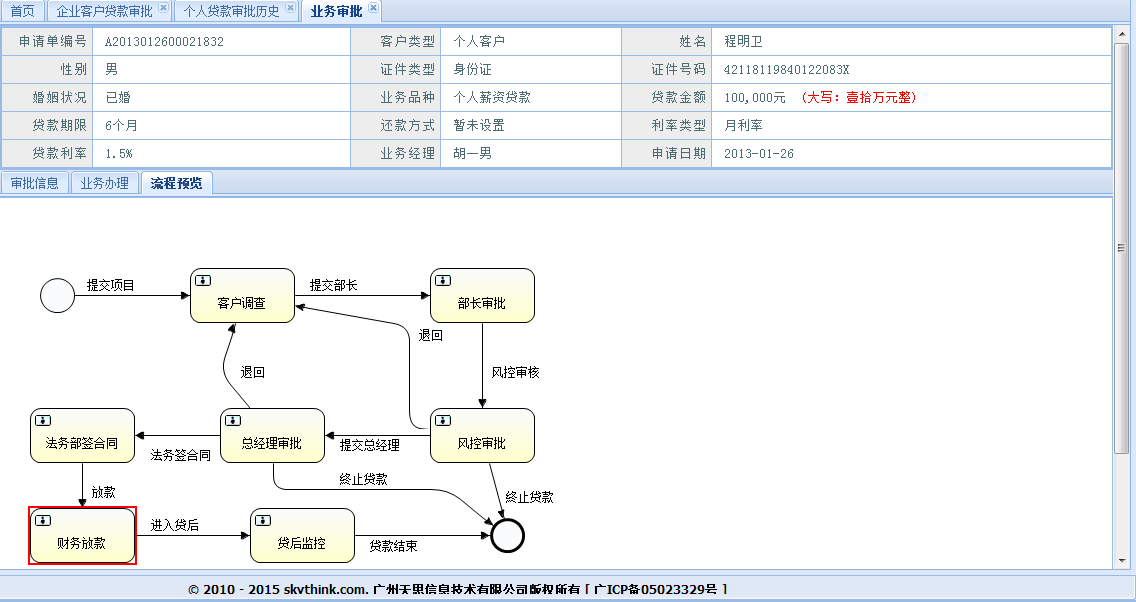 首页 企业客户贷款审批 个人贷款审批历史 业务审批
申请单编号 A2013012600021832 客户类型 个人客户 姓名 程明卫
性别 男 证件类型 身份证 证件号码 42118119840122083X
婚姻状况 已婚 业务品种 个人薪资贷款 贷款金额 100,000元 (大写：壹拾万元整)
贷款期限 6个月 还款方式 暂未设置 利率类型 月利率
贷款利率 1.5% 业务经理 胡一男 申请日期 2013-01-26
审批信息 业务办理 流程预览
提交项目 提交部长
客户调查 部长审批
退回
退回 风控审核
法务部签合同 总经理审批 提交总经理 风控审批
法务签合同
终止贷款
放款 终止贷款
进入贷后
财务放款 贷后监控 贷款结束
© 2010 - 2015 skythink.com. 广州天思信息技术有限公司版权所有 [ 广ICP备05023329号 ]